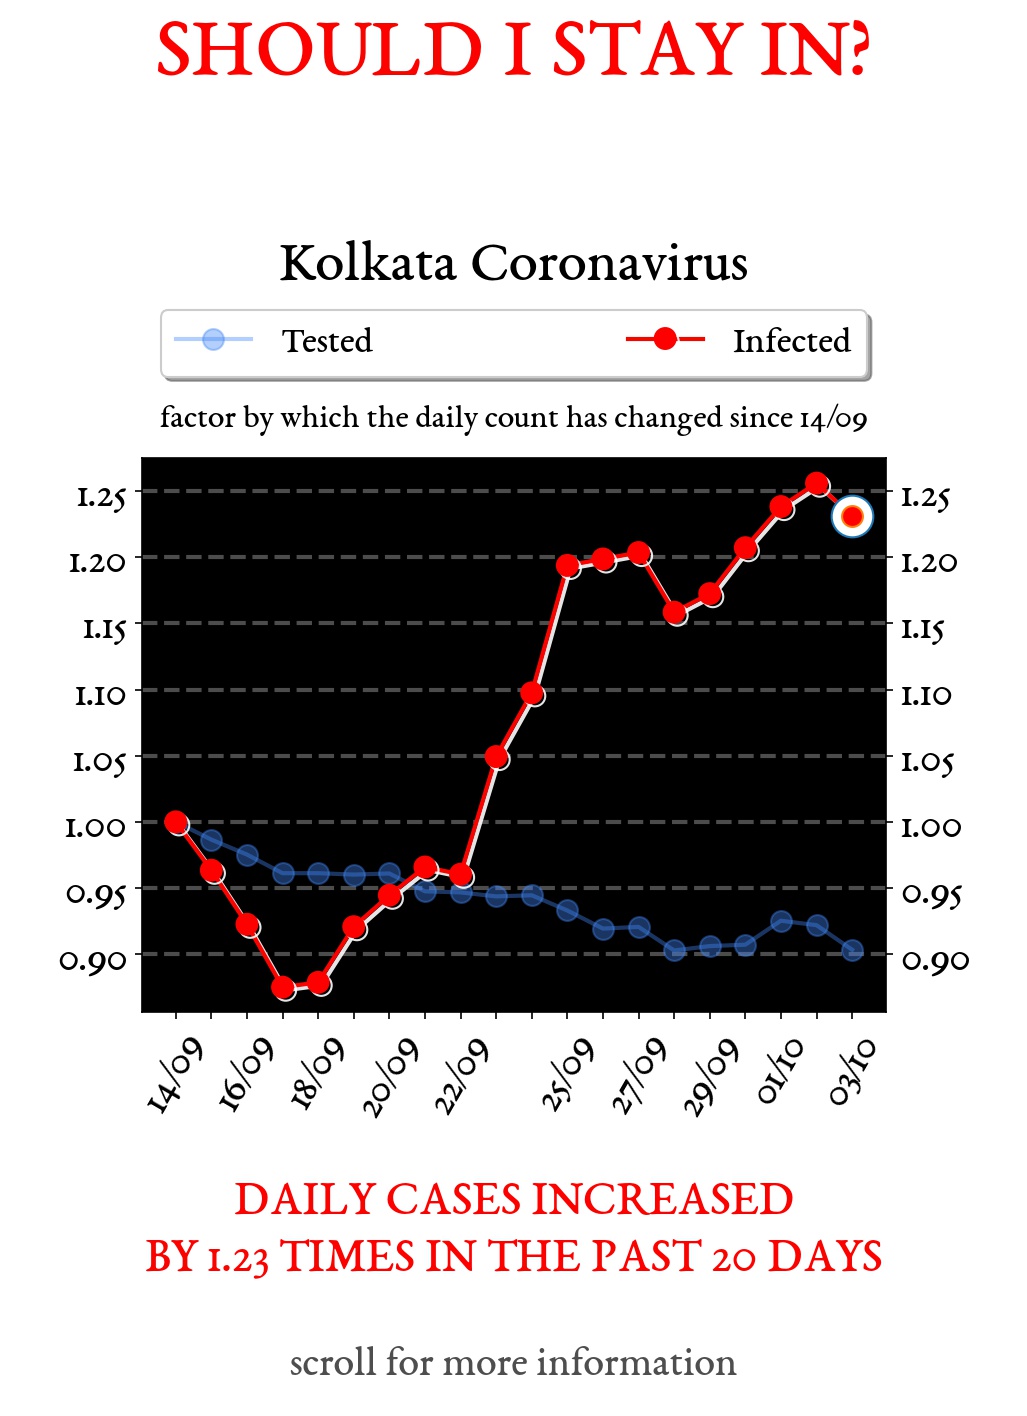 SHOULD I STAY IN?
Kolkata Coronavirus
Tested Infected
factor by which the daily count has changed since 14/09
1.25 1.25
1.20 1.20
1.15 1.15
1.10 1.10
1.05 1.05
1.00 1.00
0.95 0.95
0.90 0.90
14/09 16/09 18/09 20/09 22/09 25/09 27/09 29/09 01/10 03/10
DAILY CASES INCREASED
BY 1.23 TIMES IN THE PAST 20 DAYS
scroll for more information